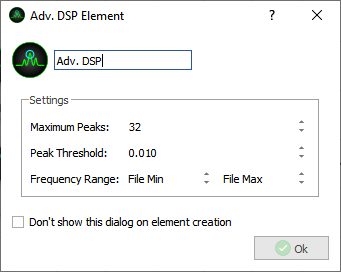 Adv. DSP Element
Adv. DSP
Settings
Maximum Peaks: 32
Peak Threshold: 0.010
Frequency Range: File Min File Max
Don't show this dialog on element creation
Ok